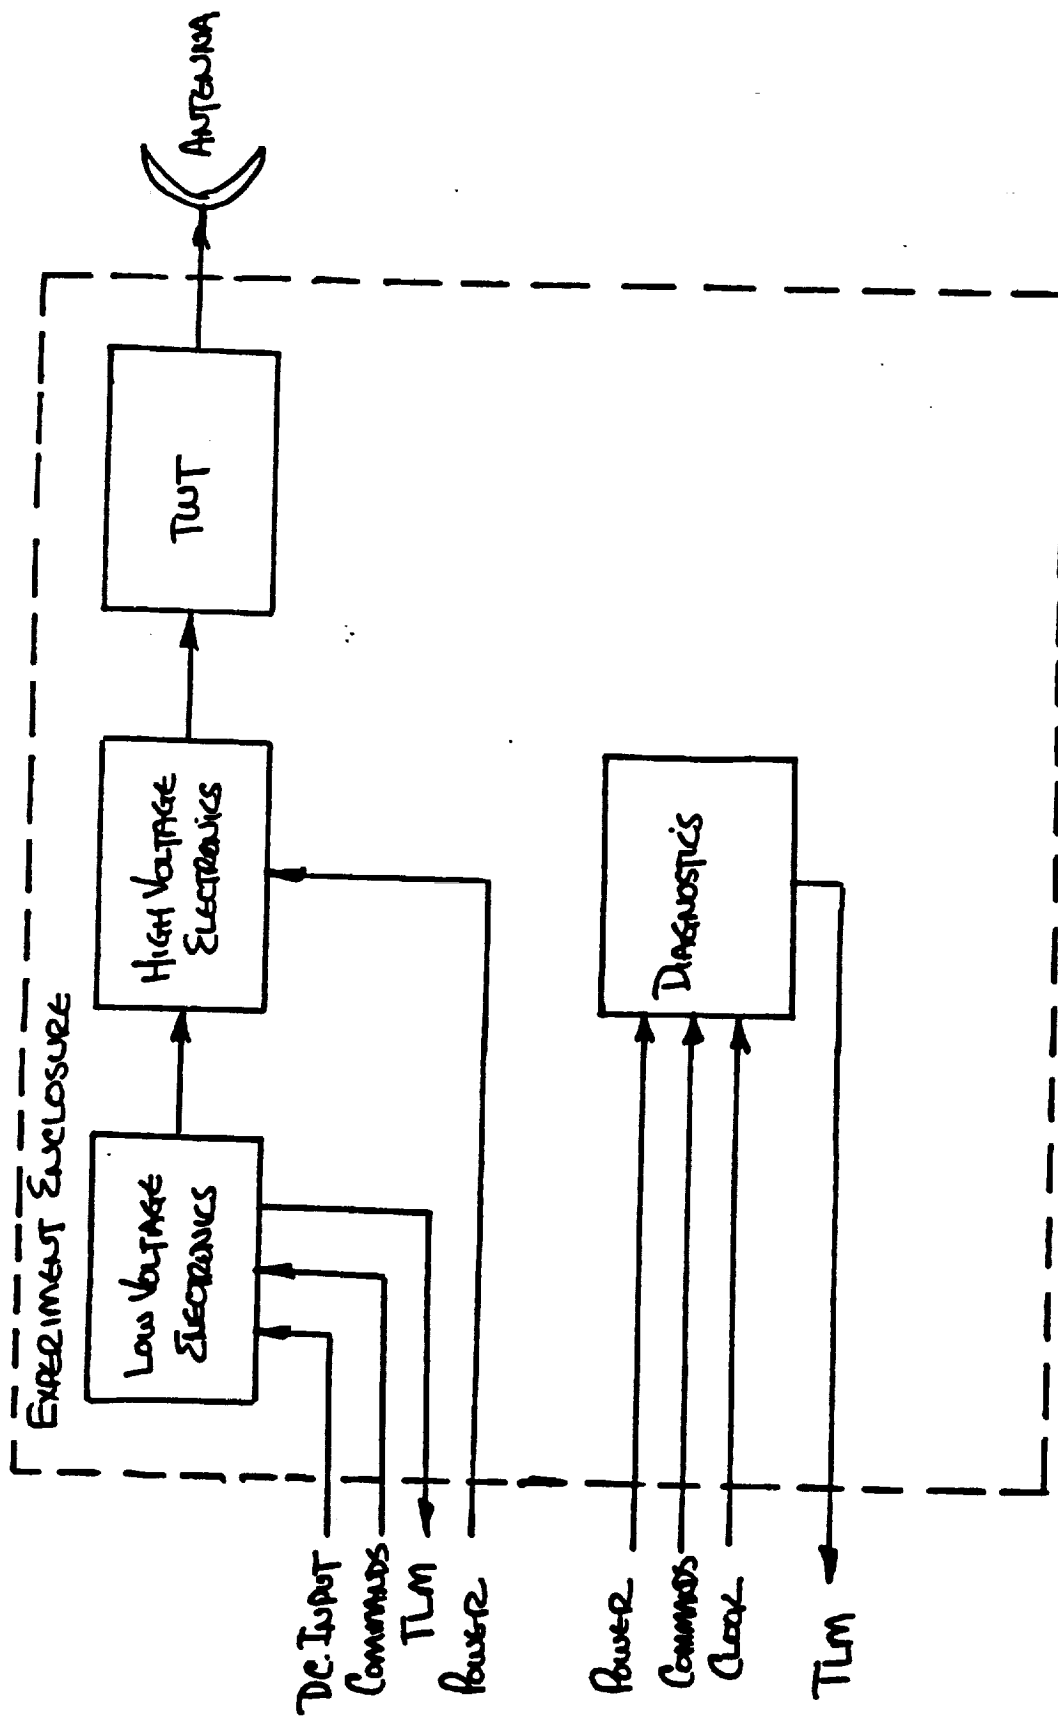 EXPERIMENT ENCLOSURE
LOW VOLTAGE
ELECTRONICS
HIGH VOLTAGE
ELECTRONICS
TWT
ANTENNA
DC. INPUT
COMMANDS
TLM
POWER
DIAGNOSTICS
POWER
COMMANDS
CLOCK
TLM